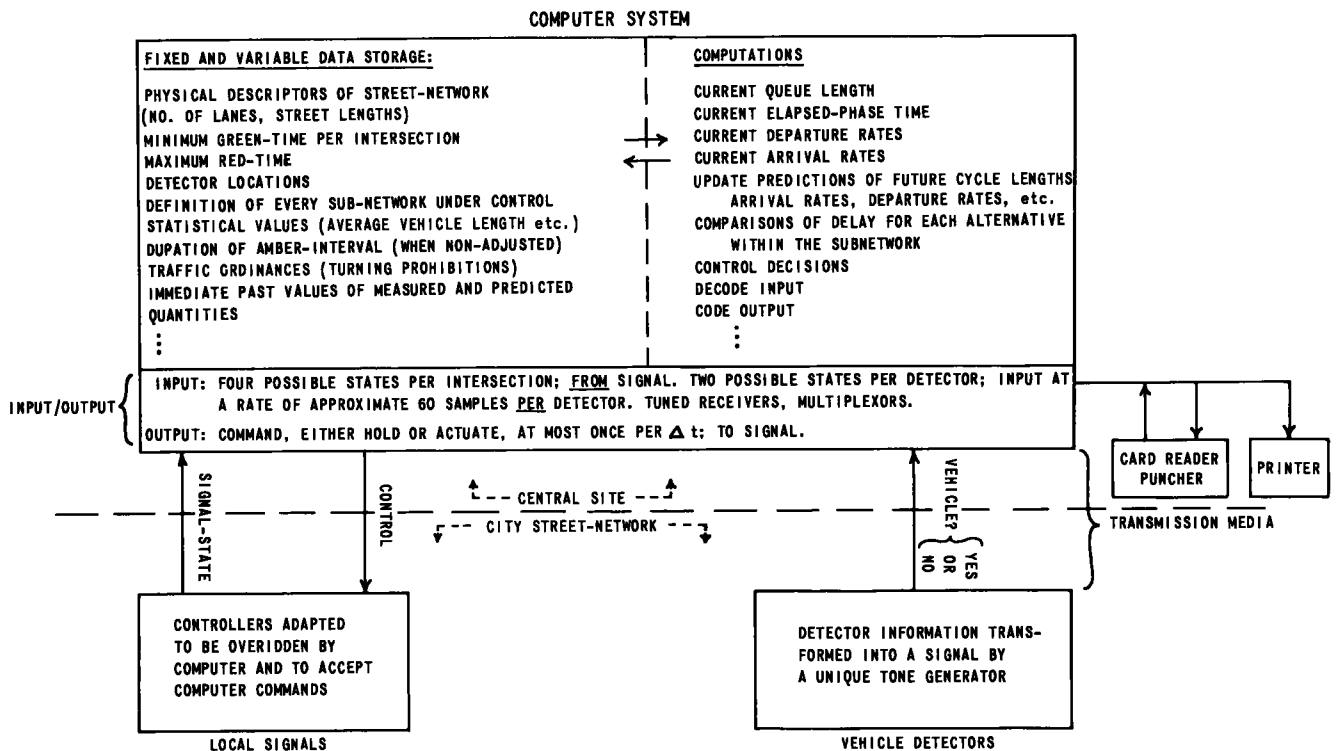 COMPUTER SYSTEM
FIXED AND VARIABLE DATA STORAGE:
PHYSICAL DESCRIPTORS OF STREET-NETWORK
(NO. OF LANES, STREET LENGTHS)
MINIMUM GREEN-TIME PER INTERSECTION
MAXIMUM RED-TIME
DETECTOR LOCATIONS
DEFINITION OF EVERY SUB-NETWORK UNDER CONTROL
STATISTICAL VALUES (AVERAGE VEHICLE LENGTH etc.)
DUPATION OF AMBER-INTERVAL (WHEN NON-ADJUSTED)
TRAFFIC ORDINANCES (TURNING PROHIBITIONS)
IMMEDIATE PAST VALUES OF MEASURED AND PREDICTED
QUANTITIES
COMPUTATIONS
CURRENT QUEUE LENGTH
CURRENT ELAPSED-PHASE TIME
CURRENT DEPARTURE RATES
CURRENT ARRIVAL RATES
UPDATE PREDICTIONS OF FUTURE CYCLE LENGTHS
ARRIVAL RATES, DEPARTURE RATES, etc.
COMPARISONS OF DELAY FOR EACH ALTERNATIVE
WITHIN THE SUBNETWORK
CONTROL DECISIONS
DECODE INPUT
CODE OUTPUT
INPUT/OUTPUT
INPUT: FOUR POSSIBLE STATES PER INTERSECTION; FROM SIGNAL. TWO POSSIBLE STATES PER DETECTOR; INPUT AT
A RATE OF APPROXIMATE 60 SAMPLES PER DETECTOR. TUNED RECEIVERS, MULTIPLEXORS.
OUTPUT: COMMAND, EITHER HOLD OR ACTUATE, AT MOST ONCE PER Δ t; TO SIGNAL.
CARD READER
PUNCHER
PRINTER
SIGNAL-STATE
CONTROL
CENTRAL SITE
CITY STREET-NETWORK
VEHICLE?
YES
OR
NO
TRANSMISSION MEDIA
CONTROLLERS ADAPTED
TO BE OVERIDDEN BY
COMPUTER AND TO ACCEPT
COMPUTER COMMANDS
LOCAL SIGNALS
DETECTOR INFORMATION TRANS-
FORMED INTO A SIGNAL BY
A UNIQUE TONE GENERATOR
VEHICLE DETECTORS